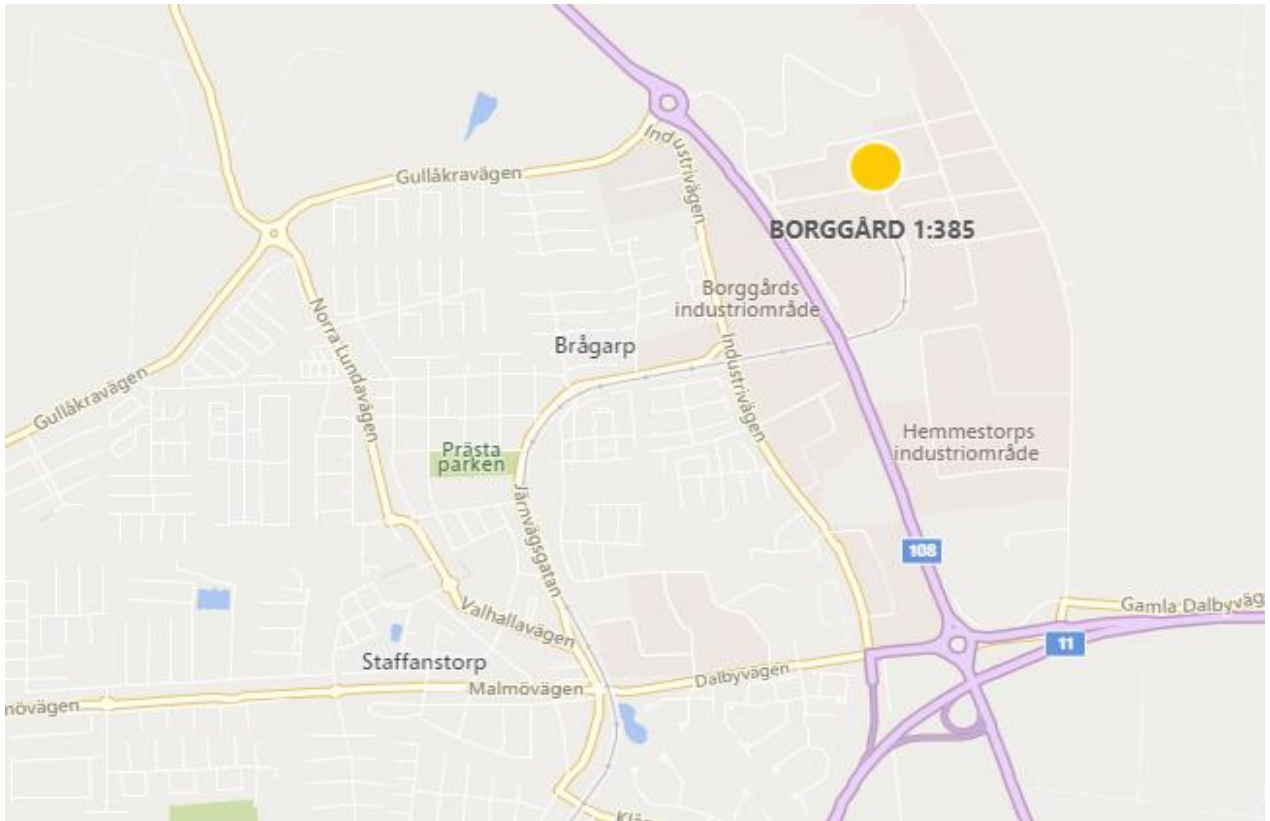 Industrivägen
Gullåkravägen
BORGGÅRD 1:385
Borggårds
industriområde
Norra Lundavägen
Brågarp
Industrivägen
Gullåkravägen
Hemmestorps
industriområde
Prästa
parken
Järnvägsgatan
108
Valhallavägen
Gamla Dalbyväg
11
Staffanstorp
Dalbyvägen
Malmövägen
mövägen